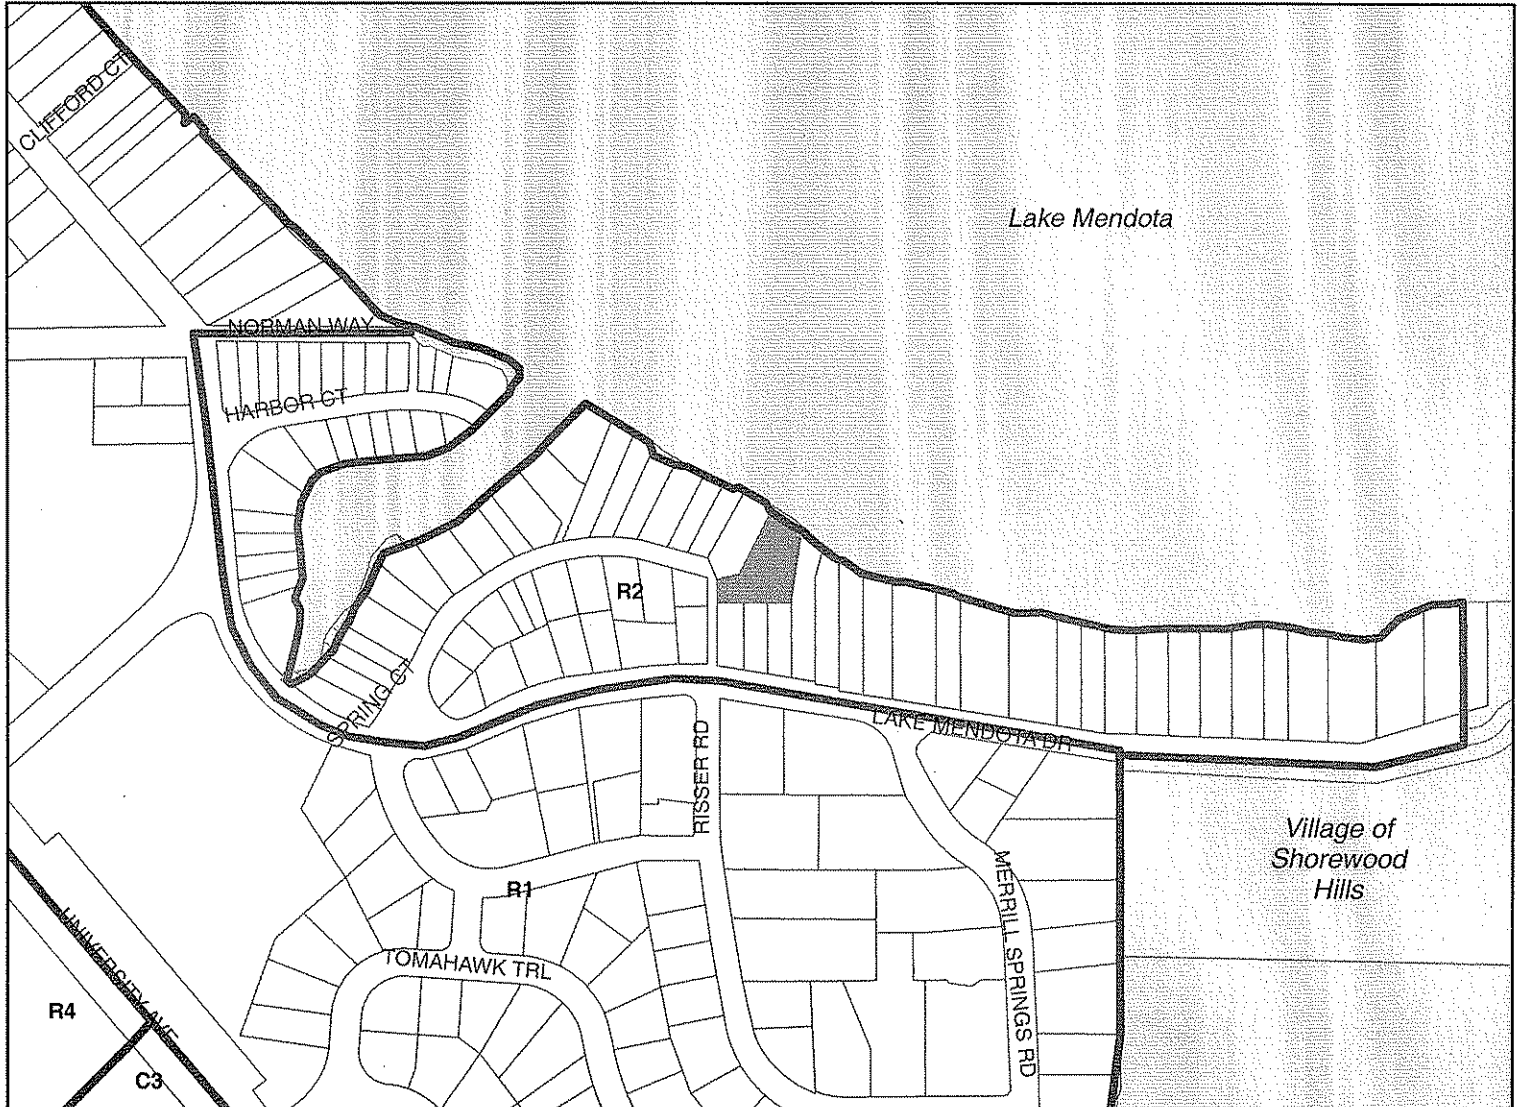 CLIFFORD CT
Lake Mendota
NORMAN WAY
HARBOR CT
R2
SPRING CT
LAKE MENDOTA DR
RISSER RD
Village of
Shorewood
Hills
MERRILL SPRINGS RD
R1
UNIVERSITY AVE
TOMAHAWK TRL
R4
C3